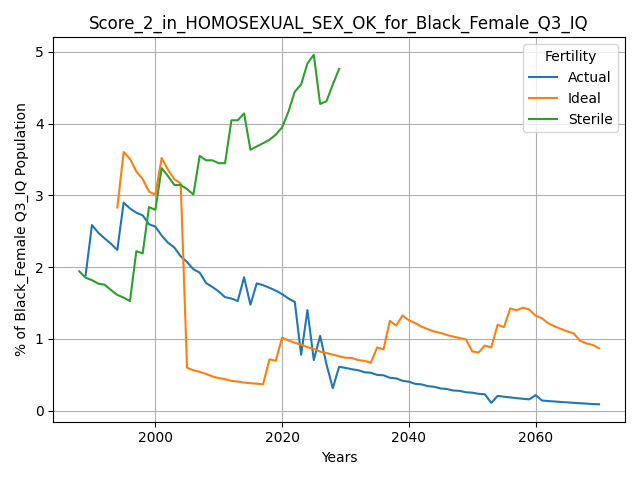 Score_2_in_HOMOSEXUAL_SEX_OK_for_Black_Female_Q3_IQ
% of Black_Female Q3_IQ Population
5
4
3
2
1
0
Fertility
Actual
Ideal
Sterile
2000
2020
2040
2060
Years